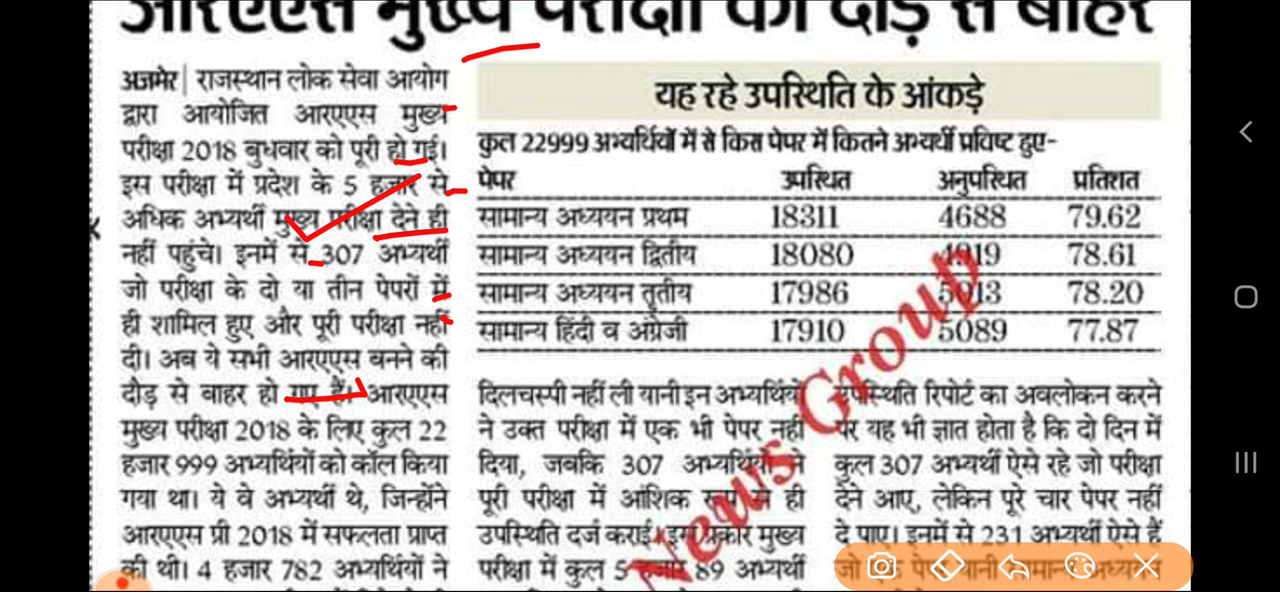 आरएएस मुख्य परीक्षा की दौड़ से बाहर
अजमेर | राजस्थान लोक सेवा आयोग
द्वारा आयोजित आरएएस मुख्य
परीक्षा 2018 बुधवार को पूरी हो गई।
इस परीक्षा में प्रदेश के 5 हजार से
अधिक अभ्यर्थी मुख्य परीक्षा देने ही
नहीं पहुंचे। इनमें से 307 अभ्यर्थी
जो परीक्षा के दो या तीन पेपरों में
ही शामिल हुए और पूरी परीक्षा नहीं
दी। अब ये सभी आरएएस बनने की
दौड़ से बाहर हो गए हैं। आरएएस
मुख्य परीक्षा 2018 के लिए कुल 22
हजार 999 अभ्यर्थियों को कॉल किया
गया था। ये वे अभ्यर्थी थे, जिन्होंने
आरएएस प्री 2018 में सफलता प्राप्त
की थी। 4 हजार 782 अभ्यर्थियों ने
यह रहे उपस्थिति के आंकड़े
कुल 22999 अभ्यर्थियों में से किस पेपर में कितने अभ्यर्थी प्रविष्ट हुए-
पेपर उपस्थित अनुपस्थित प्रतिशत
सामान्य अध्ययन प्रथम 18311 4688 79.62
सामान्य अध्ययन द्वितीय 18080 4919 78.61
सामान्य अध्ययन तृतीय 17986 5013 78.20
सामान्य हिंदी व अंग्रेजी 17910 5089 77.87
दिलचस्पी नहीं ली यानी इन अभ्यर्थियों
ने उक्त परीक्षा में एक भी पेपर नहीं
दिया, जबकि 307 अभ्यर्थियों ने
पूरी परीक्षा में आंशिक रूप से ही
उपस्थिति दर्ज कराई। इस प्रकार मुख्य
परीक्षा में कुल 5 हजार 89 अभ्यर्थी
उपस्थिति रिपोर्ट का अवलोकन करने
पर यह भी ज्ञात होता है कि दो दिन में
कुल 307 अभ्यर्थी ऐसे रहे जो परीक्षा
देने आए, लेकिन पूरे चार पेपर नहीं
दे पाए। इनमें से 231 अभ्यर्थी ऐसे हैं
जो एक पेपर यानी सामान्य अध्ययन
News Group